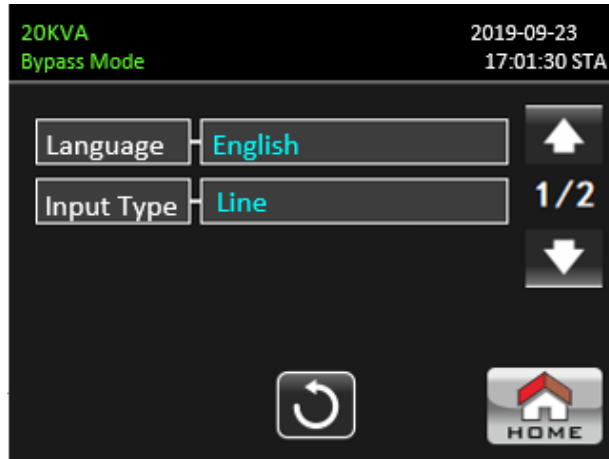 20KVA
2019-09-23
Bypass Mode
17:01:30 STA
Language
English
Input Type
Line
1/2
HOME